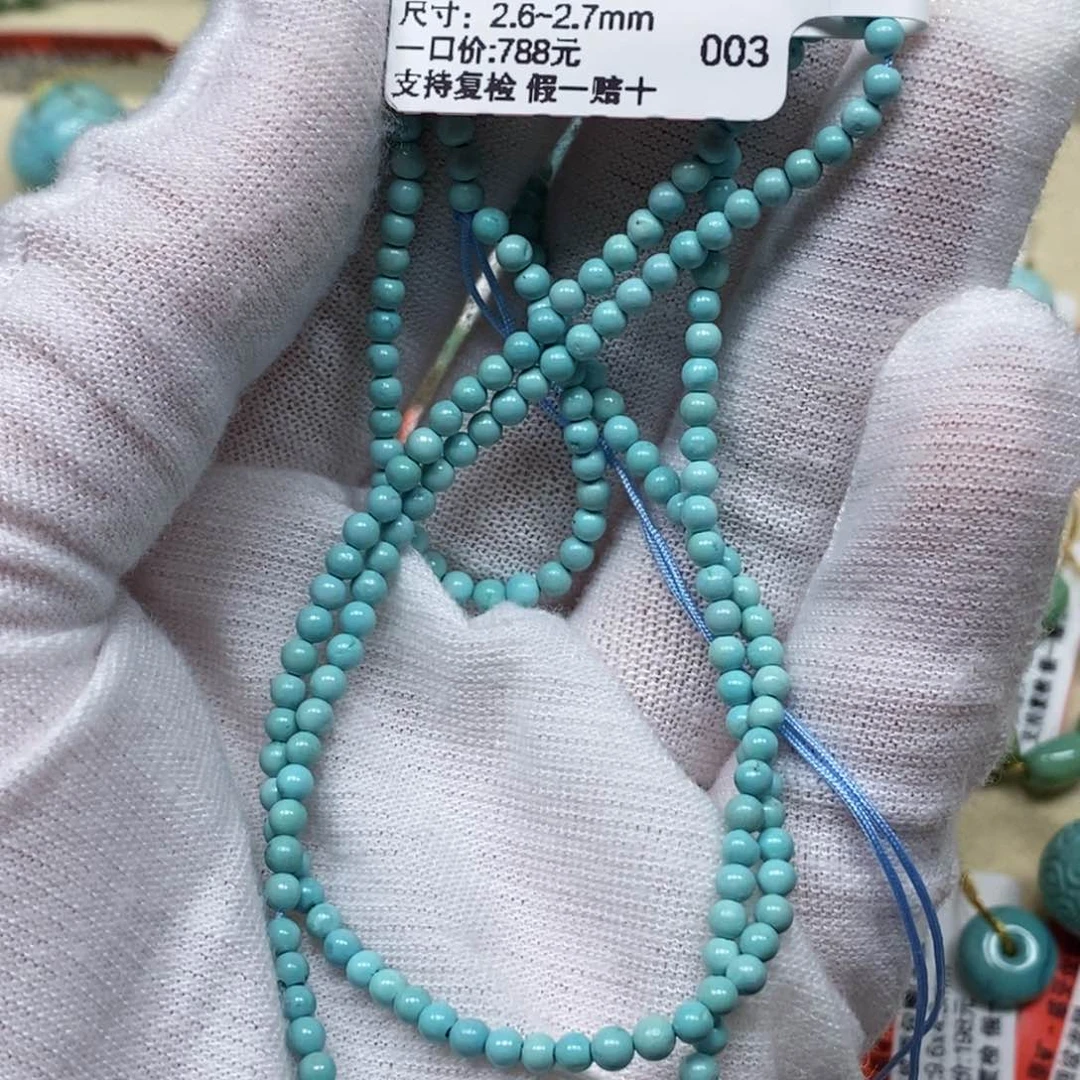 尺寸：2.6~2.7mm
一口价:788元
003
支持复检 假一赔十